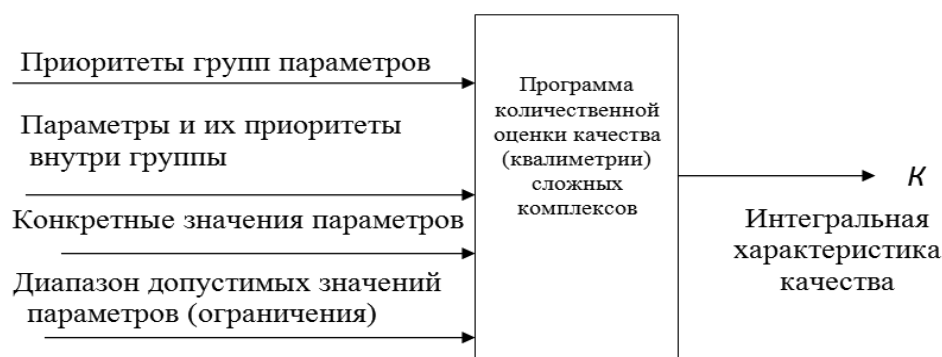 Приоритеты групп параметров
Параметры и их приоритеты
внутри группы
Конкретные значения параметров
Диапазон допустимых значений
параметров (ограничения)
Программа
количественной
оценки качества
(квалиметрии)
сложных
комплексов
К
Интегральная
характеристика
качества